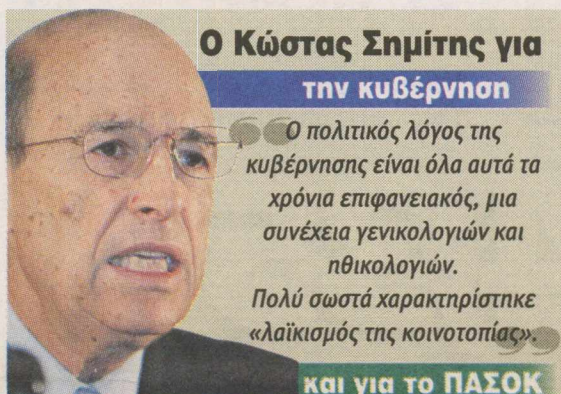 Ο Κώστας Σημίτης για
την κυβέρνηση
“Ο πολιτικός λόγος της
κυβέρνησης είναι όλα αυτά τα
χρόνια επιφανειακός, μια
συνέχεια γενικολογιών και
ηθικολογιών.
Πολύ σωστά χαρακτηρίστηκε
«λαϊκισμός της κοινοτοπίας».”
και για το ΠΑΣΟΚ